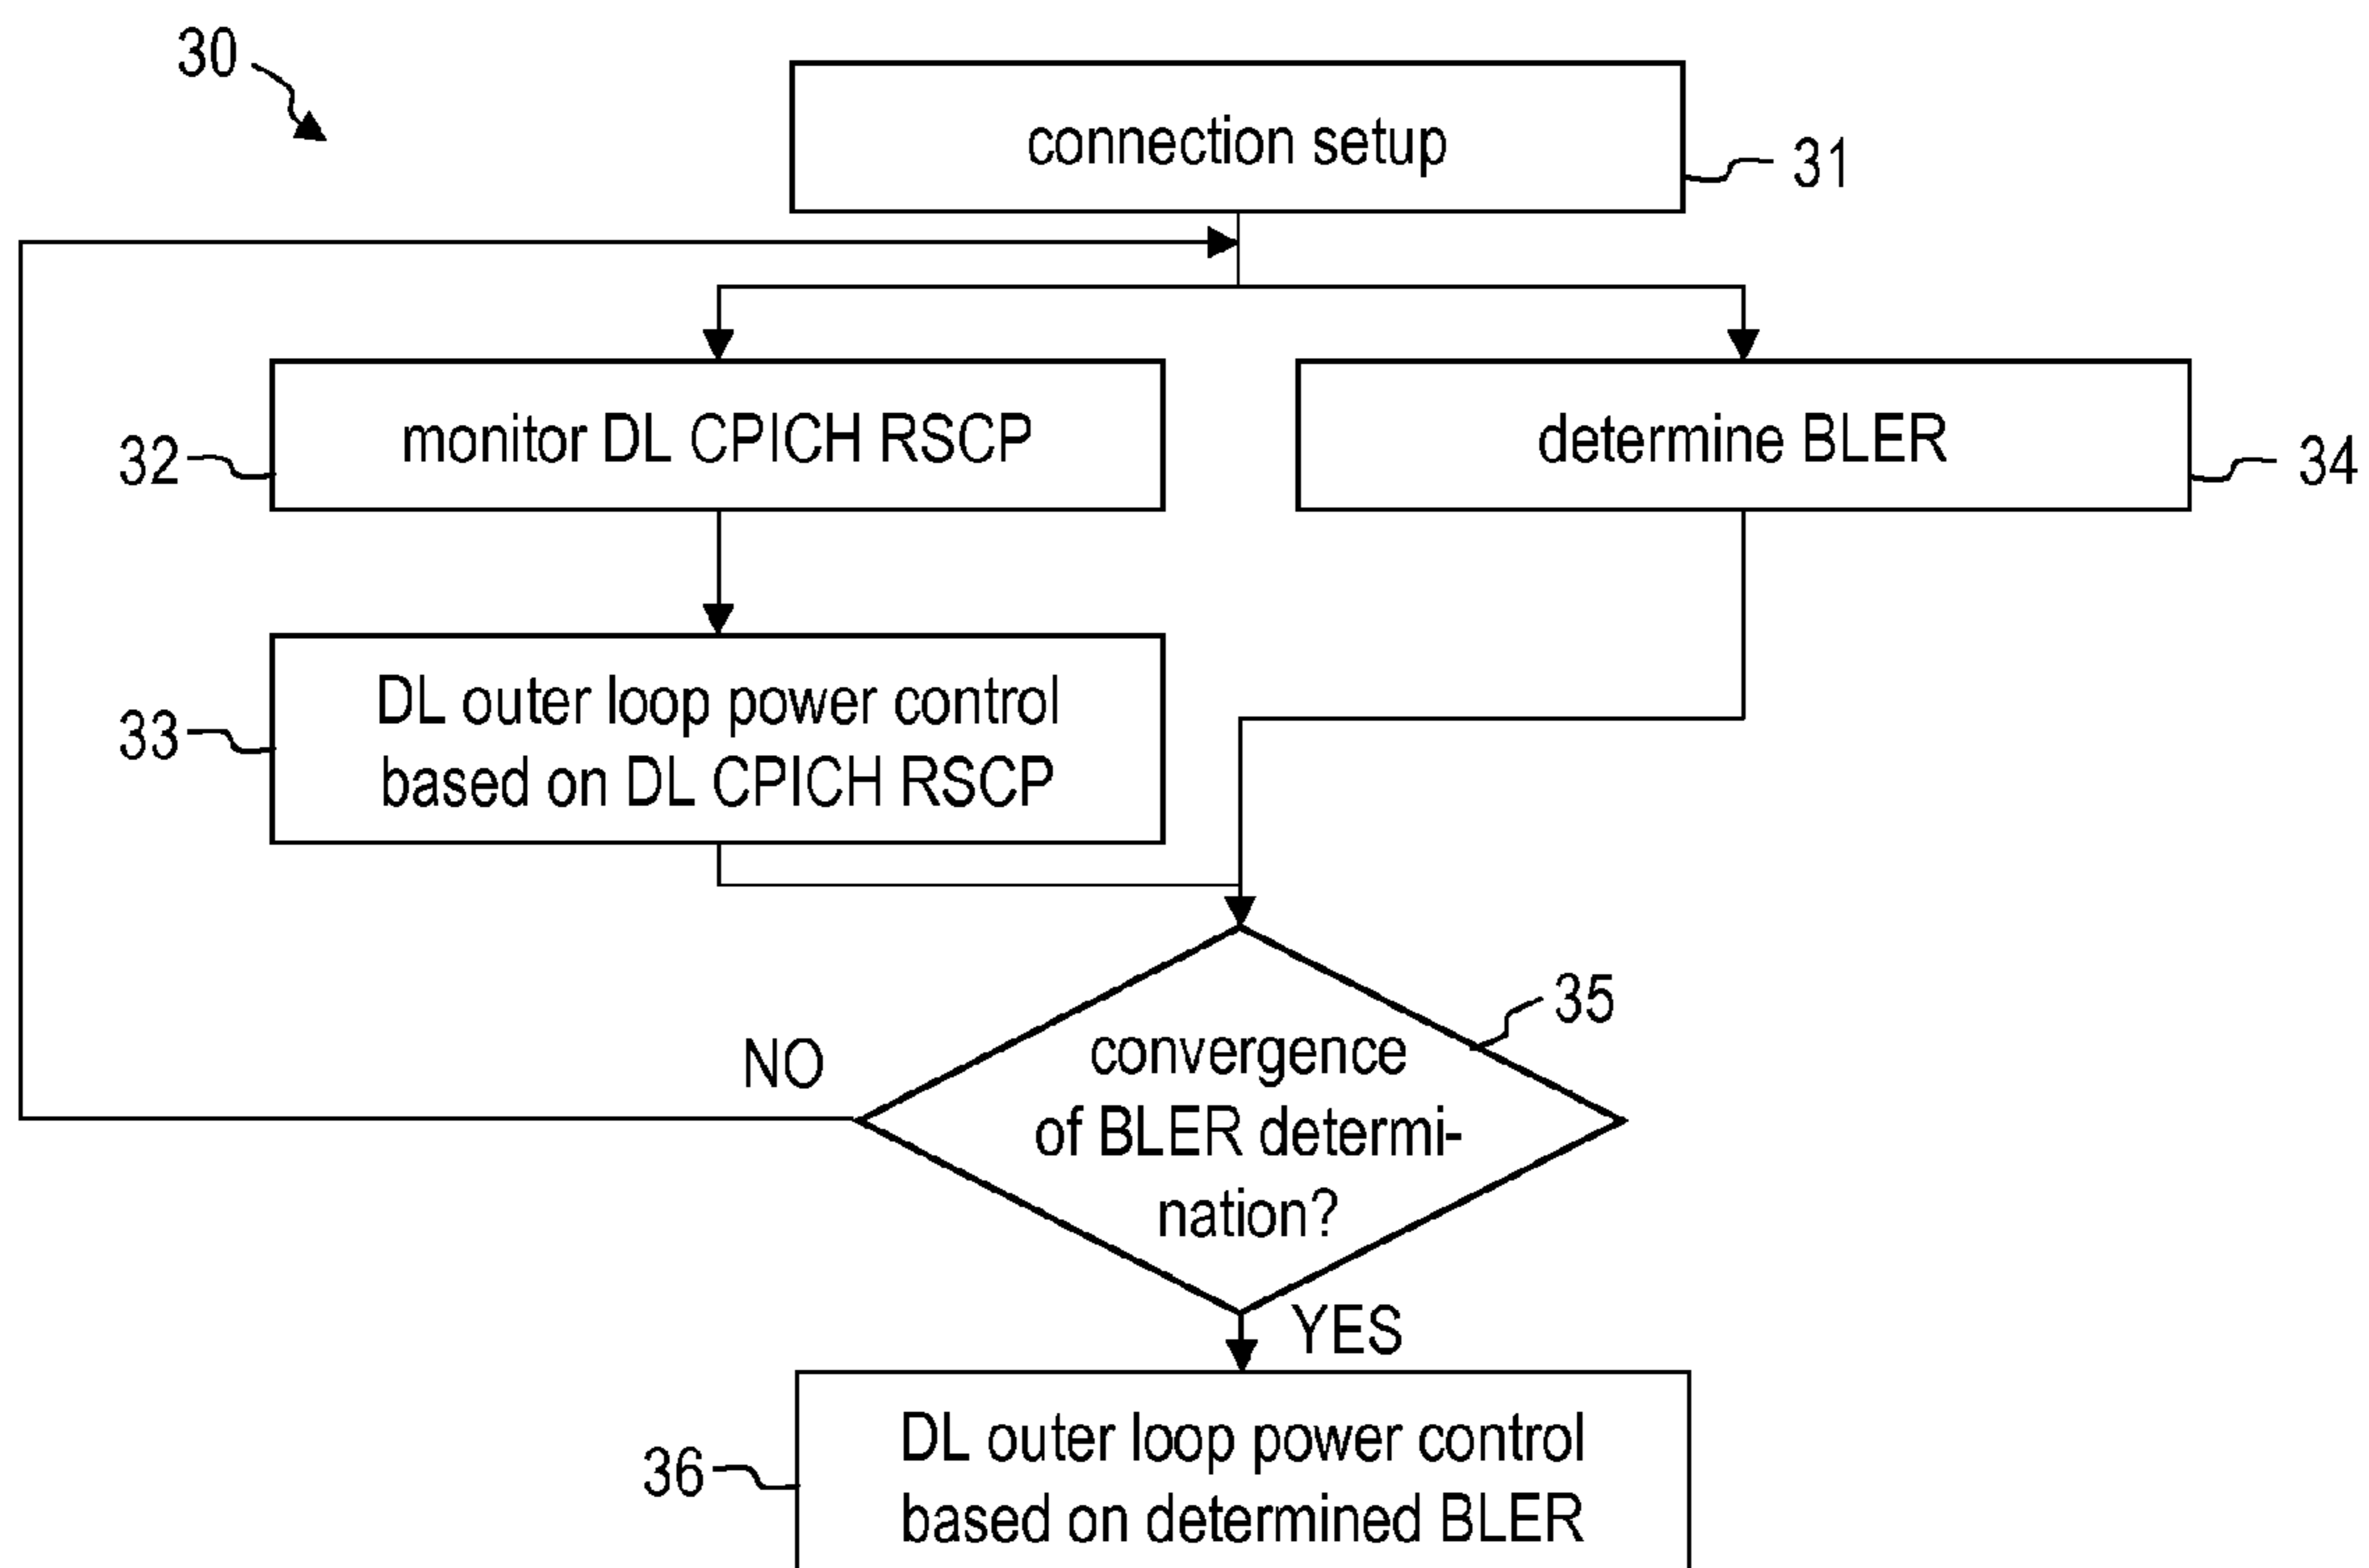 30
connection setup
31
monitor DL CPICH RSCP
32
determine BLER
34
DL outer loop power control
based on DL CPICH RSCP
33
35
convergence
of BLER determi-
nation?
NO
YES
DL outer loop power control
based on determined BLER
36